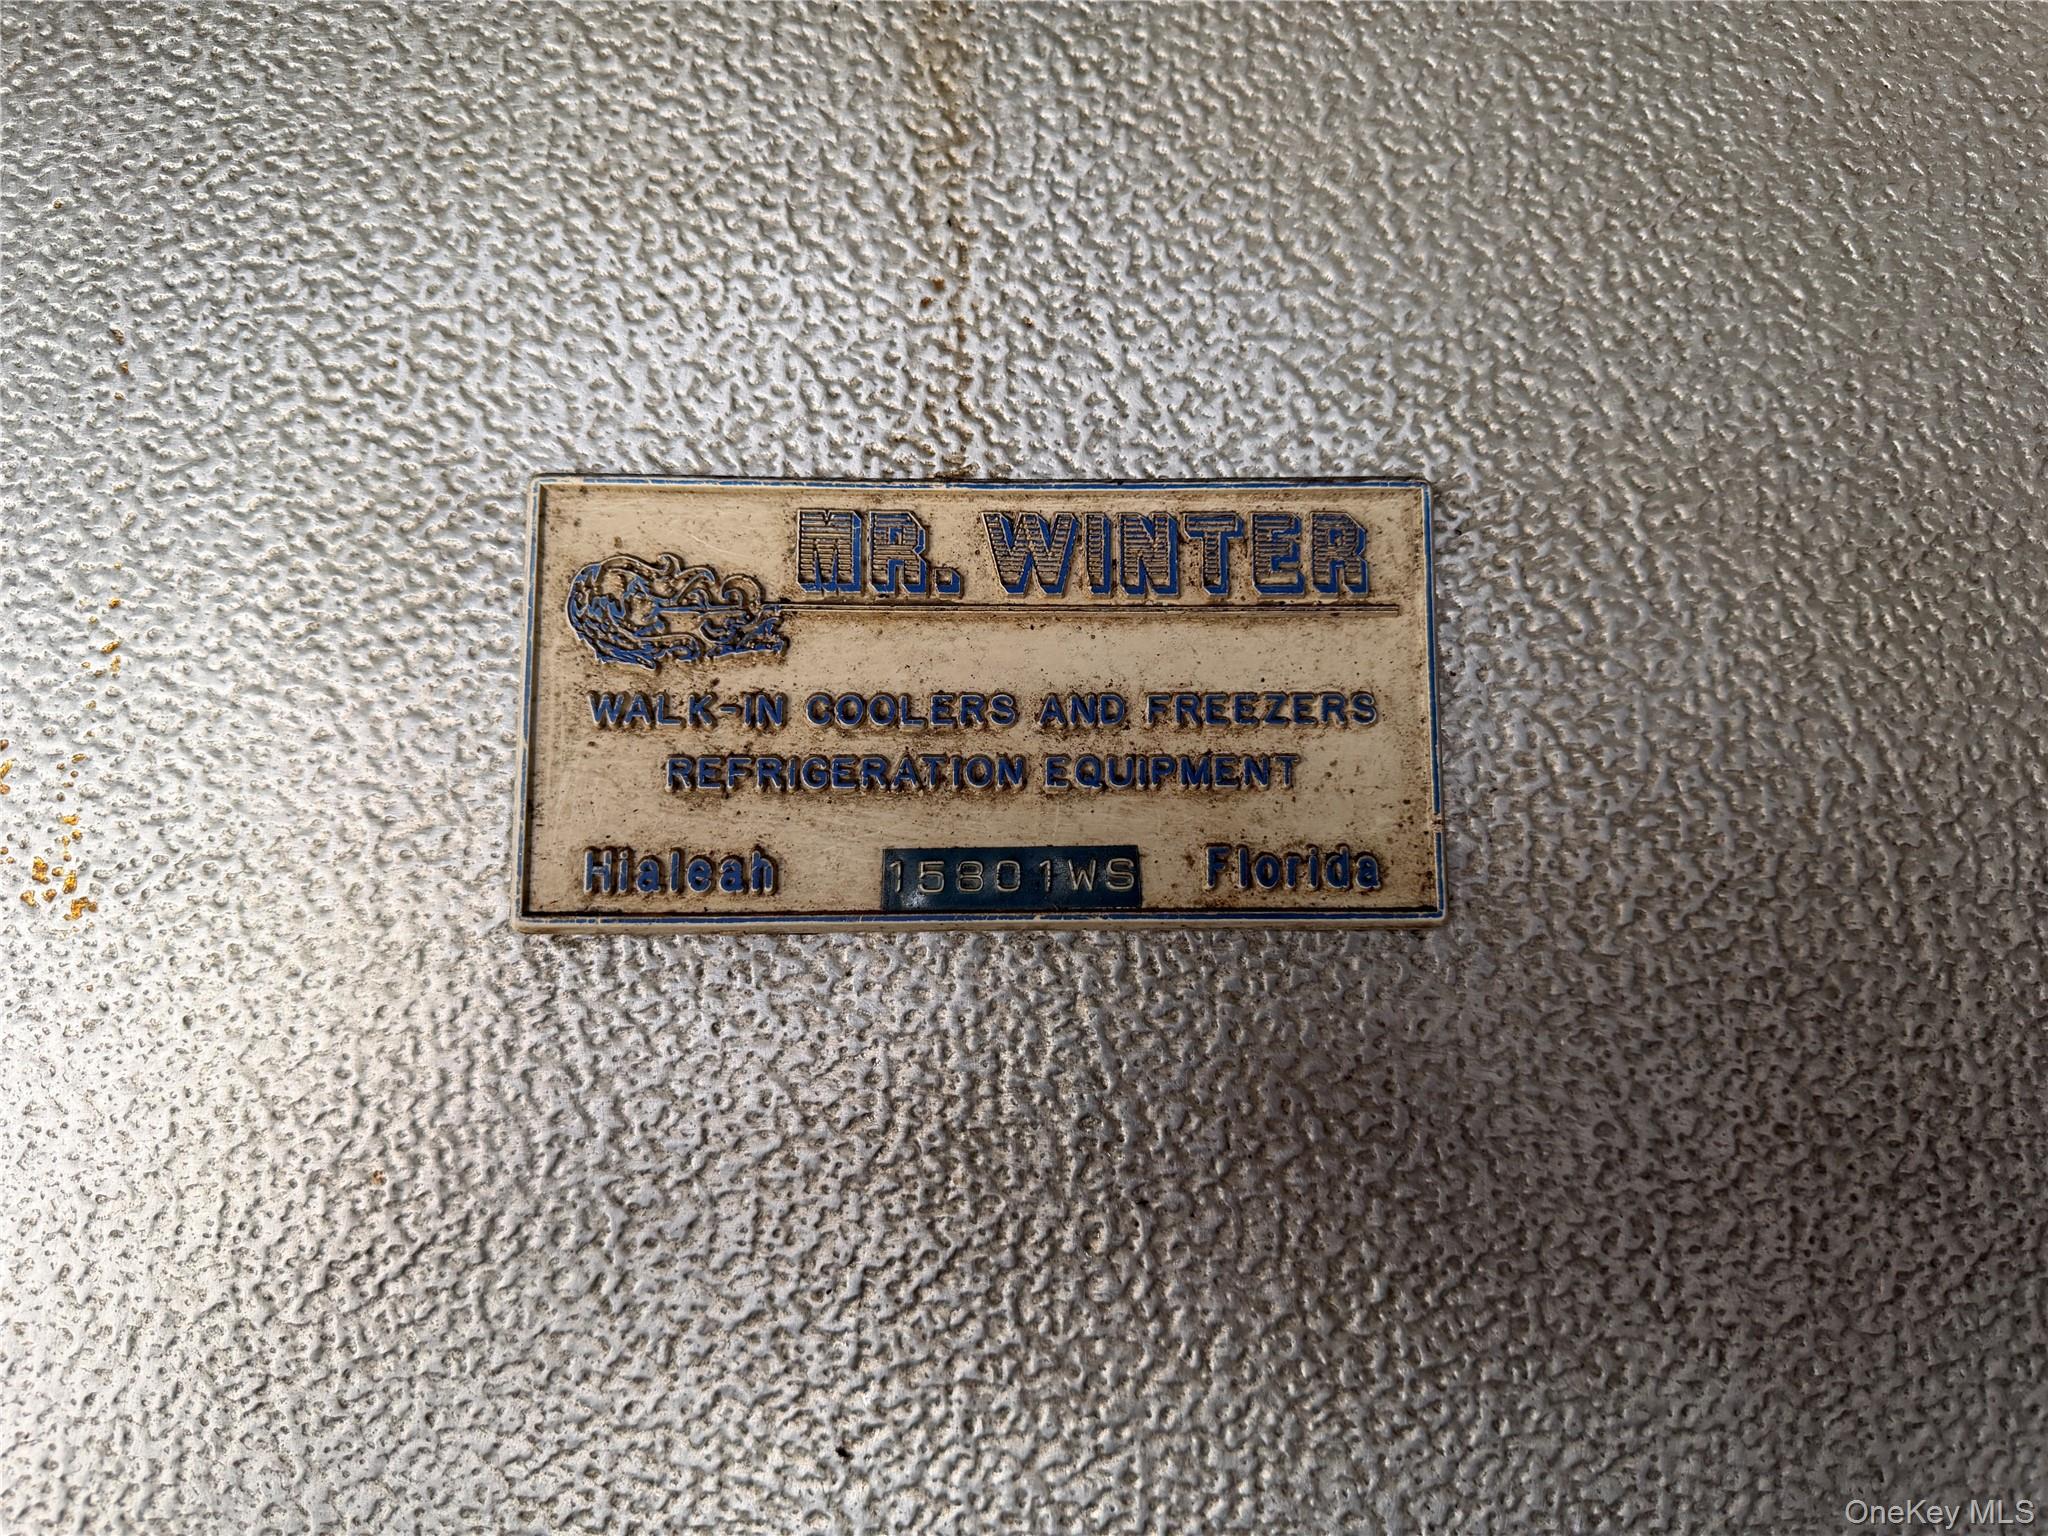 MR. WINTER
WALK-IN COOLERS AND FREEZERS
REFRIGERATION EQUIPMENT
Hialeah 15801WS Florida
OneKey MLS